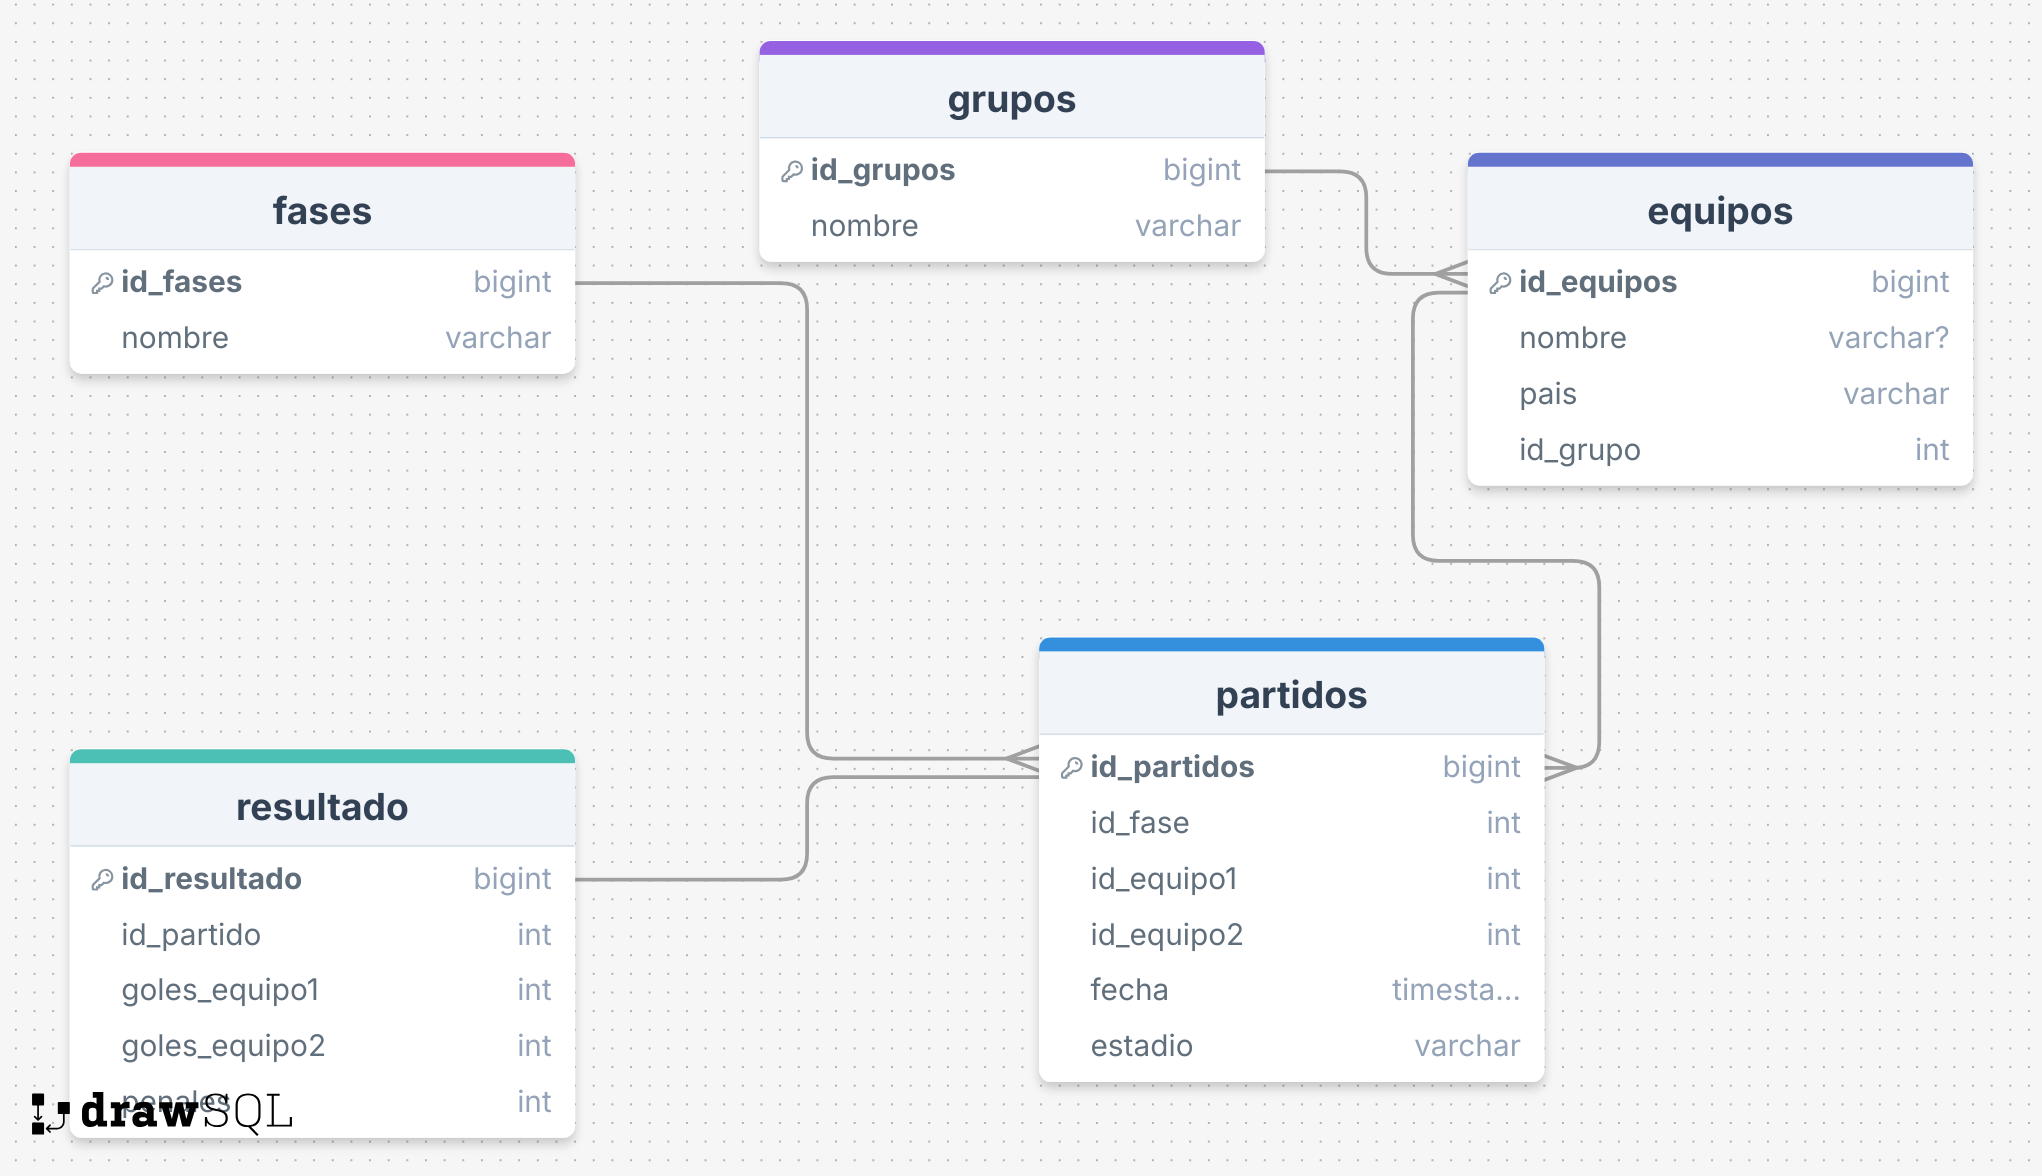 grupos
id_grupos bigint
nombre varchar
fases
id_fases bigint
nombre varchar
equipos
id_equipos bigint
nombre varchar?
pais varchar
id_grupo int
partidos
id_partidos bigint
id_fase int
id_equipo1 int
id_equipo2 int
fecha timesta...
estadio varchar
resultado
id_resultado bigint
id_partido int
goles_equipo1 int
goles_equipo2 int
penales int
drawSQL